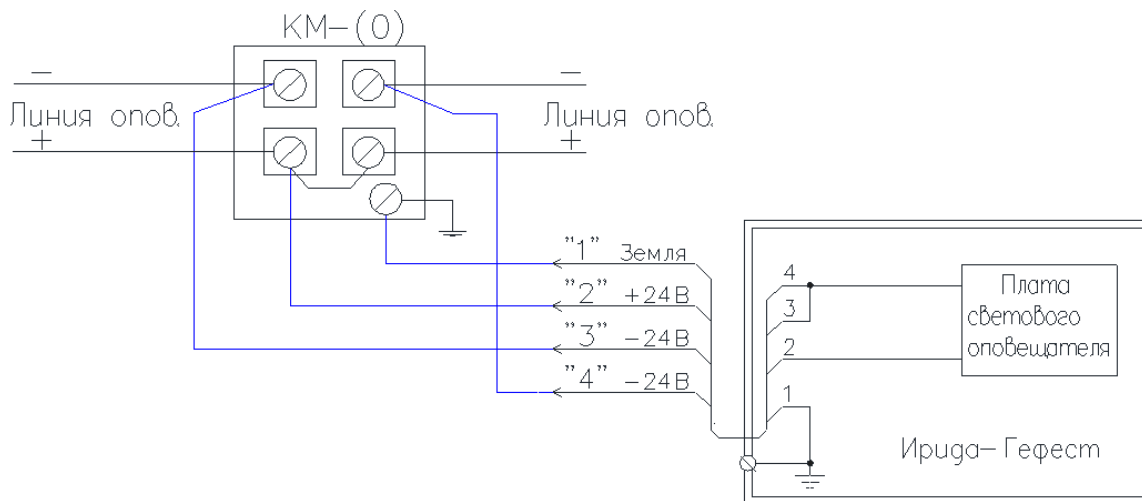 КМ-(0)
− −
Линия опов. Линия опов.
+ +
"1" Земля
"2" +24В
"3" −24В
"4" −24В
4
3
2
1
Плата
светового
оповещателя
Ирида-Гефест